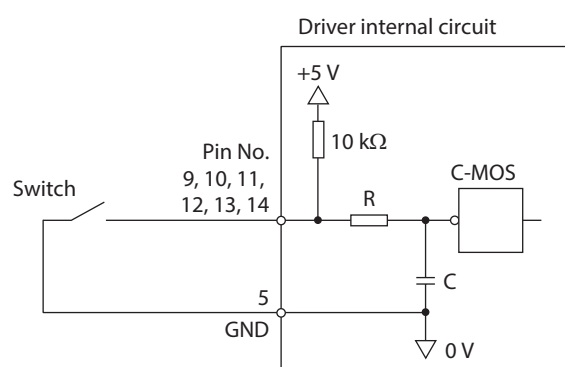 Driver internal circuit
+5 V
10 kΩ
Pin No.
9, 10, 11,
12, 13, 14
Switch
R
C-MOS
C
5
GND
0 V